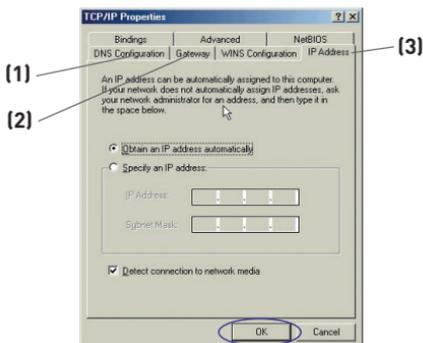 TCP/IP Properties
Bindings Advanced NetBIOS
DNS Configuration Gateway WINS Configuration IP Address
(3)
(1)
(2)
An IP address can be automatically assigned to this computer.
If your network does not automatically assign IP addresses, ask
your network administrator for an address, and then type it in
the space below.
Obtain an IP address automatically
Specify an IP address:
IP Address:
Subnet Mask:
Detect connection to network media
OK Cancel